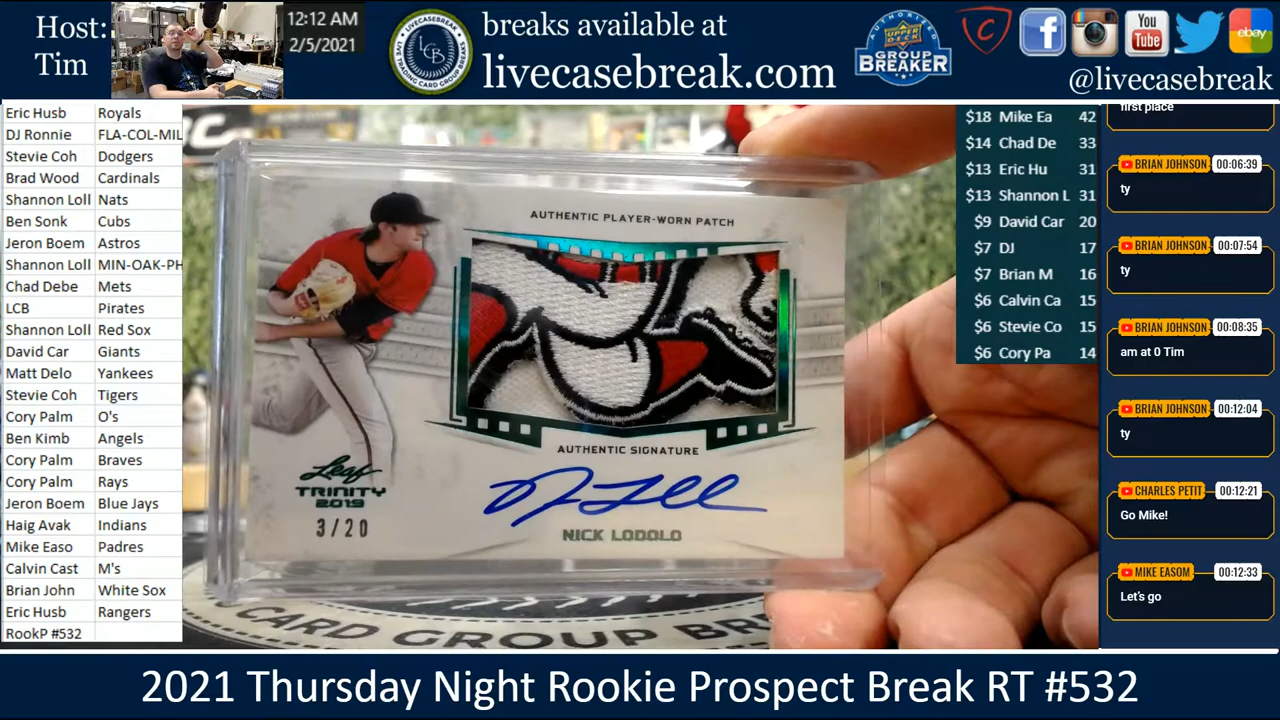 Host:
Tim
12:12 AM
2/5/2021
LIVECASEBREAK
LCB
breaks available at
livecasebreak.com
AUTHORIZED
UPPER DECK
GROUP
BREAKER
You
Tube
ebay
@livecasebreak
Eric Husb Royals
DJ Ronnie FLA-COL-MIL
Stevie Coh Dodgers
Brad Wood Cardinals
Shannon Loll Nats
Ben Sonk Cubs
Jeron Boem Astros
Shannon Loll MIN-OAK-PH
Chad Debe Mets
LCB Pirates
Shannon Loll Red Sox
David Car Giants
Matt Delo Yankees
Stevie Coh Tigers
Cory Palm O's
Ben Kimb Angels
Cory Palm Braves
Cory Palm Rays
Jeron Boem Blue Jays
Haig Avak Indians
Mike Easo Padres
Calvin Cast M's
Brian John White Sox
Eric Husb Rangers
RookP #532
AUTHENTIC PLAYER-WORN PATCH
AUTHENTIC SIGNATURE
Leaf
TRINITY
2019
3/20
NICK LODOLO
CARD GROUP BRE
$18 Mike Ea 42
$14 Chad De 33
$13 Eric Hu 31
$13 Shannon L 31
$9 David Car 20
$7 DJ 17
$7 Brian M 16
$6 Calvin Ca 15
$6 Stevie Co 15
$6 Cory Pa 14
first place
BRIAN JOHNSON 00:06:39
ty
BRIAN JOHNSON 00:07:54
ty
BRIAN JOHNSON 00:08:35
am at 0 Tim
BRIAN JOHNSON 00:12:04
ty
CHARLES PETIT 00:12:21
Go Mike!
MIKE EASOM 00:12:33
Let's go
2021 Thursday Night Rookie Prospect Break RT #532